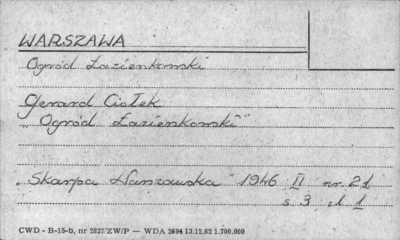 WARSZAWA
Ogród Łazienkowski
Gerard Ciołek
"Ogród Łazienkowski"
„Skarpa Warszawska" 1946 II nr. 21
s 3 il 1
CWD - B-15-b, nr 2827/ZW/P — WDA 2694 13.12.62 1,700,000